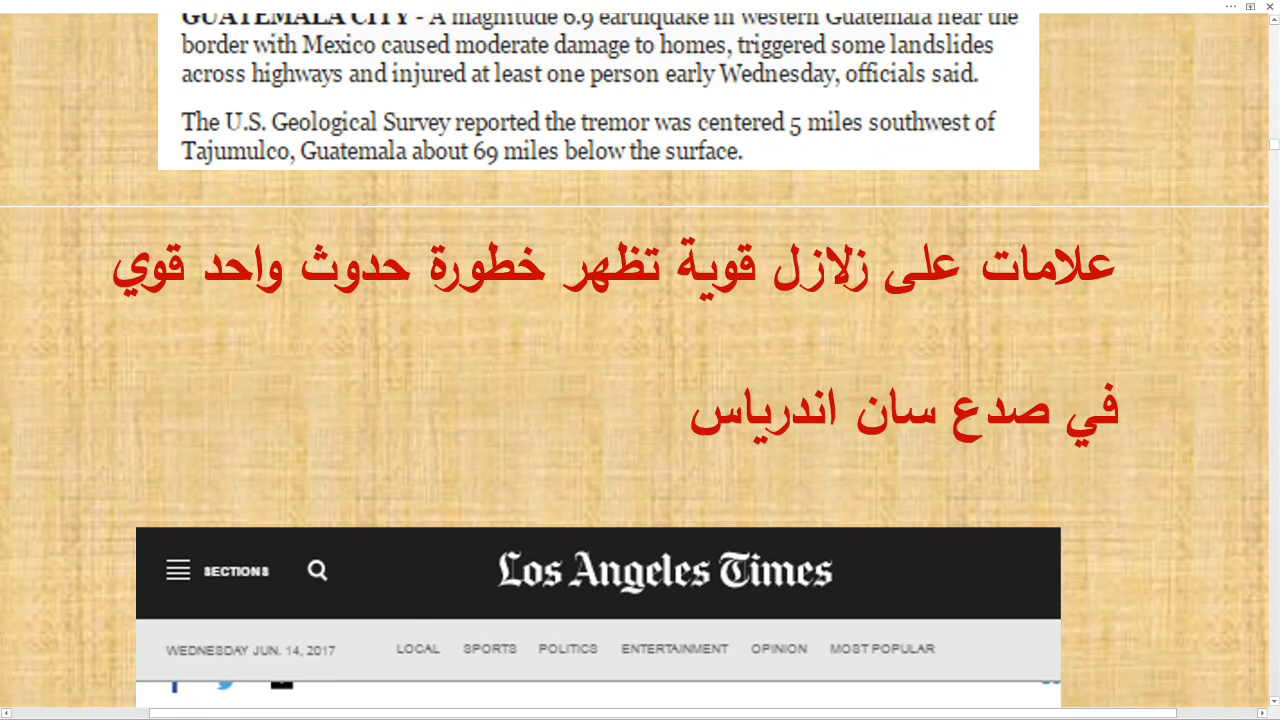 GUATEMALA CITY - A magnitude 6.9 earthquake in western Guatemala near the
border with Mexico caused moderate damage to homes, triggered some landslides
across highways and injured at least one person early Wednesday, officials said.
The U.S. Geological Survey reported the tremor was centered 5 miles southwest of
Tajumulco, Guatemala about 69 miles below the surface.
علامات على زلازل قوية تظهر خطورة حدوث واحد قوي
في صدع سان اندرياس
SECTIONS
Los Angeles Times
WEDNESDAY JUN. 14, 2017 LOCAL SPORTS POLITICS ENTERTAINMENT OPINION MOST POPULAR